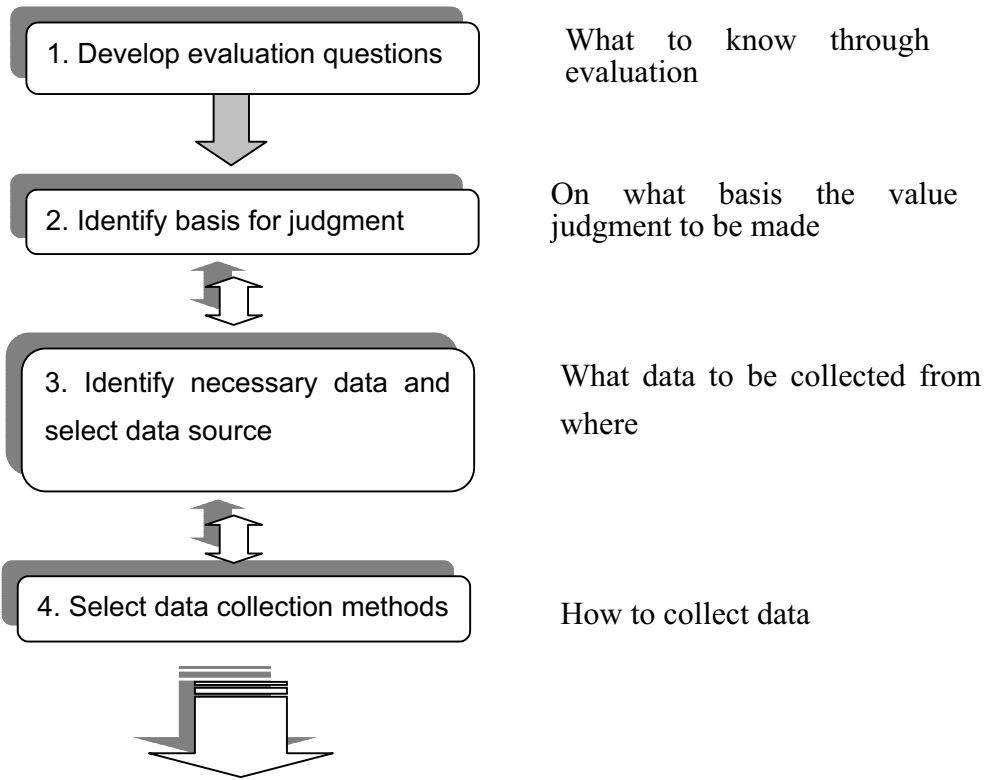 1. Develop evaluation questions
What to know through
evaluation
2. Identify basis for judgment
On what basis the value
judgment to be made
3. Identify necessary data and
select data source
What data to be collected from
where
4. Select data collection methods
How to collect data